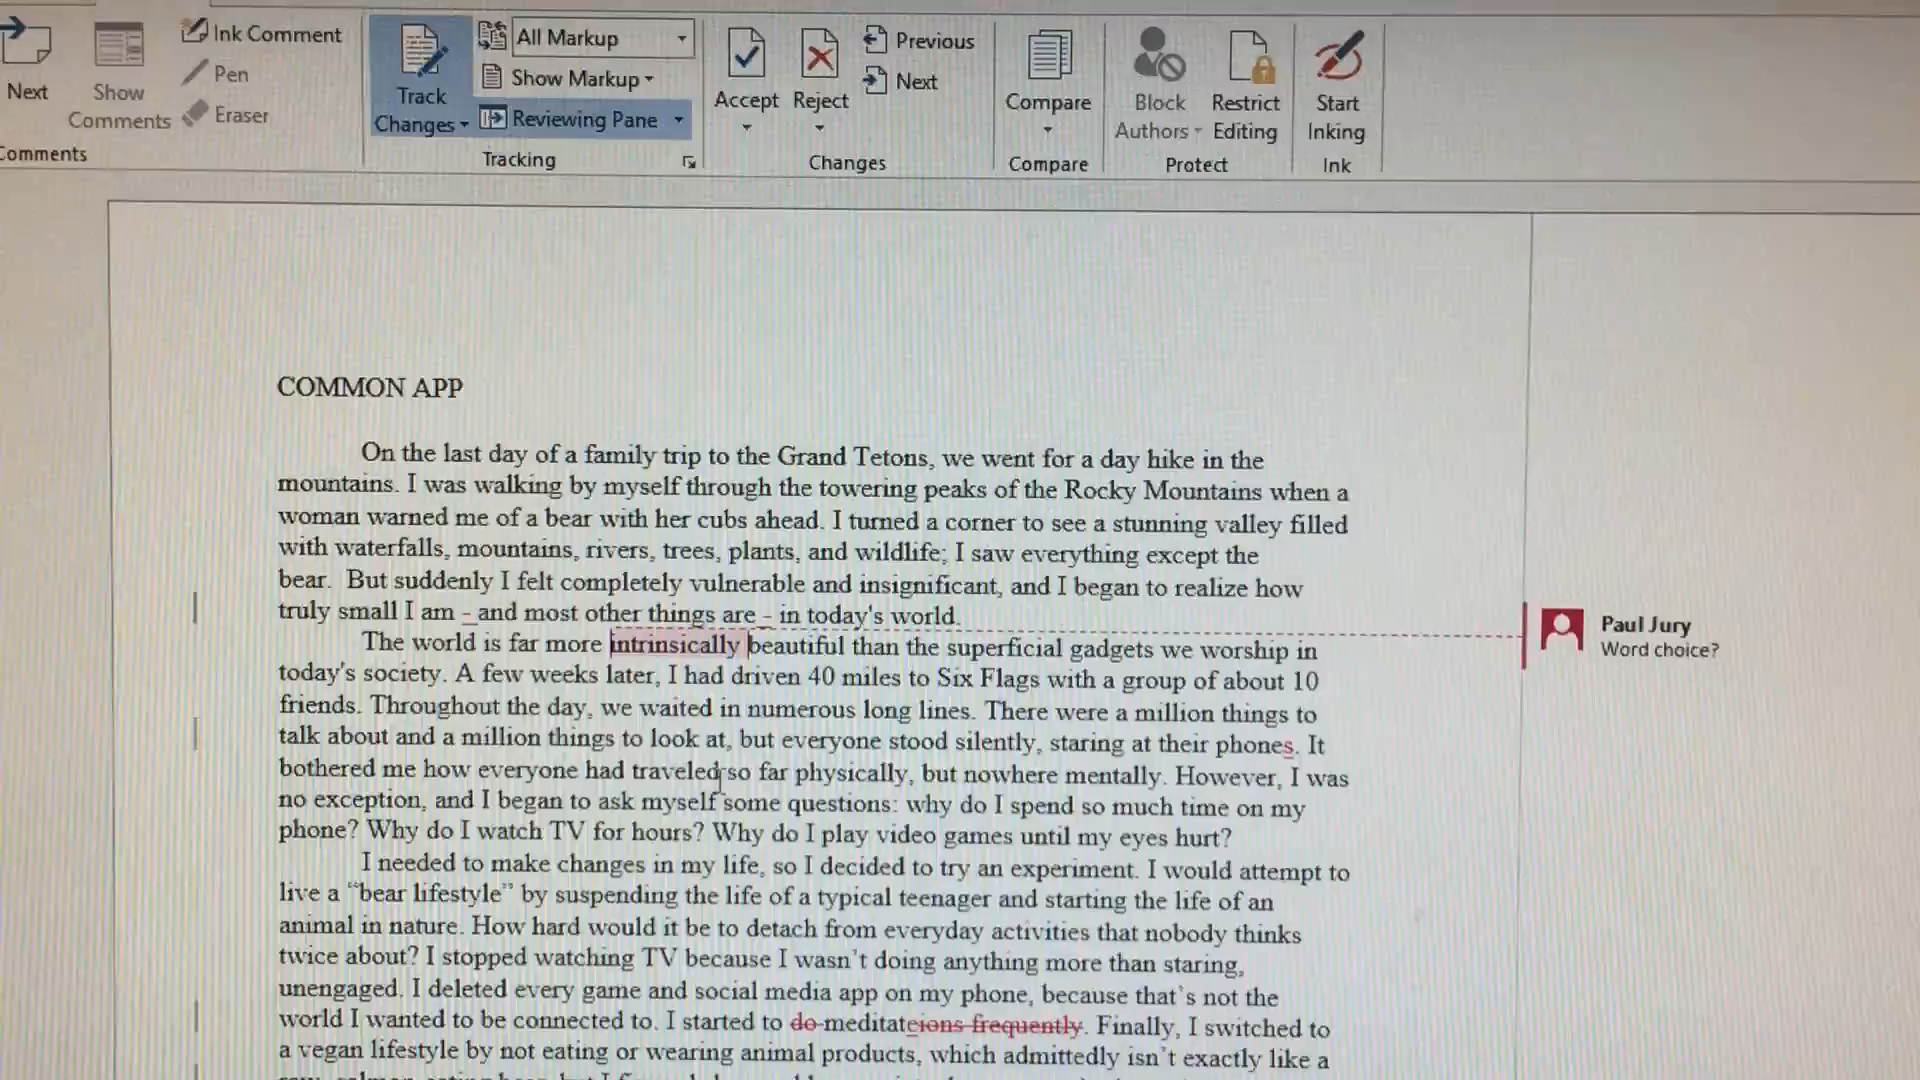 Next
Show
Comments
Ink Comment
Pen
Eraser
Comments
Track
Changes
All Markup
Show Markup
Reviewing Pane
Tracking
Accept
Reject
Previous
Next
Changes
Compare
Compare
Block
Authors
Restrict
Editing
Protect
Start
Inking
Ink
COMMON APP
On the last day of a family trip to the Grand Tetons, we went for a day hike in the
mountains. I was walking by myself through the towering peaks of the Rocky Mountains when a
woman warned me of a bear with her cubs ahead. I turned a corner to see a stunning valley filled
with waterfalls, mountains, rivers, trees, plants, and wildlife; I saw everything except the
bear. But suddenly I felt completely vulnerable and insignificant, and I began to realize how
truly small I am - and most other things are - in today's world.
The world is far more intrinsically beautiful than the superficial gadgets we worship in
today's society. A few weeks later, I had driven 40 miles to Six Flags with a group of about 10
friends. Throughout the day, we waited in numerous long lines. There were a million things to
talk about and a million things to look at, but everyone stood silently, staring at their phones. It
bothered me how everyone had traveled so far physically, but nowhere mentally. However, I was
no exception, and I began to ask myself some questions: why do I spend so much time on my
phone? Why do I watch TV for hours? Why do I play video games until my eyes hurt?
I needed to make changes in my life, so I decided to try an experiment. I would attempt to
live a “bear lifestyle” by suspending the life of a typical teenager and starting the life of an
animal in nature. How hard would it be to detach from everyday activities that nobody thinks
twice about? I stopped watching TV because I wasn't doing anything more than staring,
unengaged. I deleted every game and social media app on my phone, because that's not the
world I wanted to be connected to. I started to do meditateions frequently. Finally, I switched to
a vegan lifestyle by not eating or wearing animal products, which admittedly isn't exactly like a
Paul Jury
Word choice?